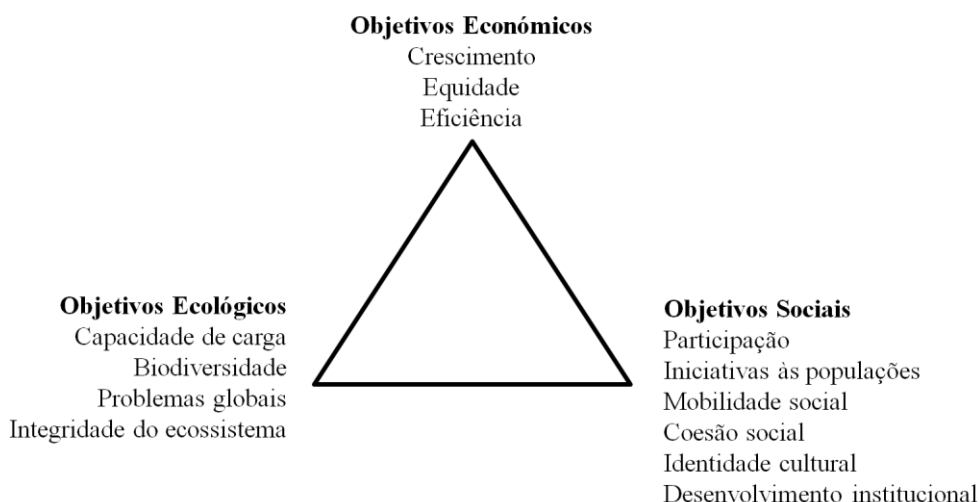 Objetivos Económicos
Crescimento
Equidade
Eficiência
Objetivos Ecológicos
Capacidade de carga
Biodiversidade
Problemas globais
Integridade do ecossistema
Objetivos Sociais
Participação
Iniciativas às populações
Mobilidade social
Coesão social
Identidade cultural
Desenvolvimento institucional